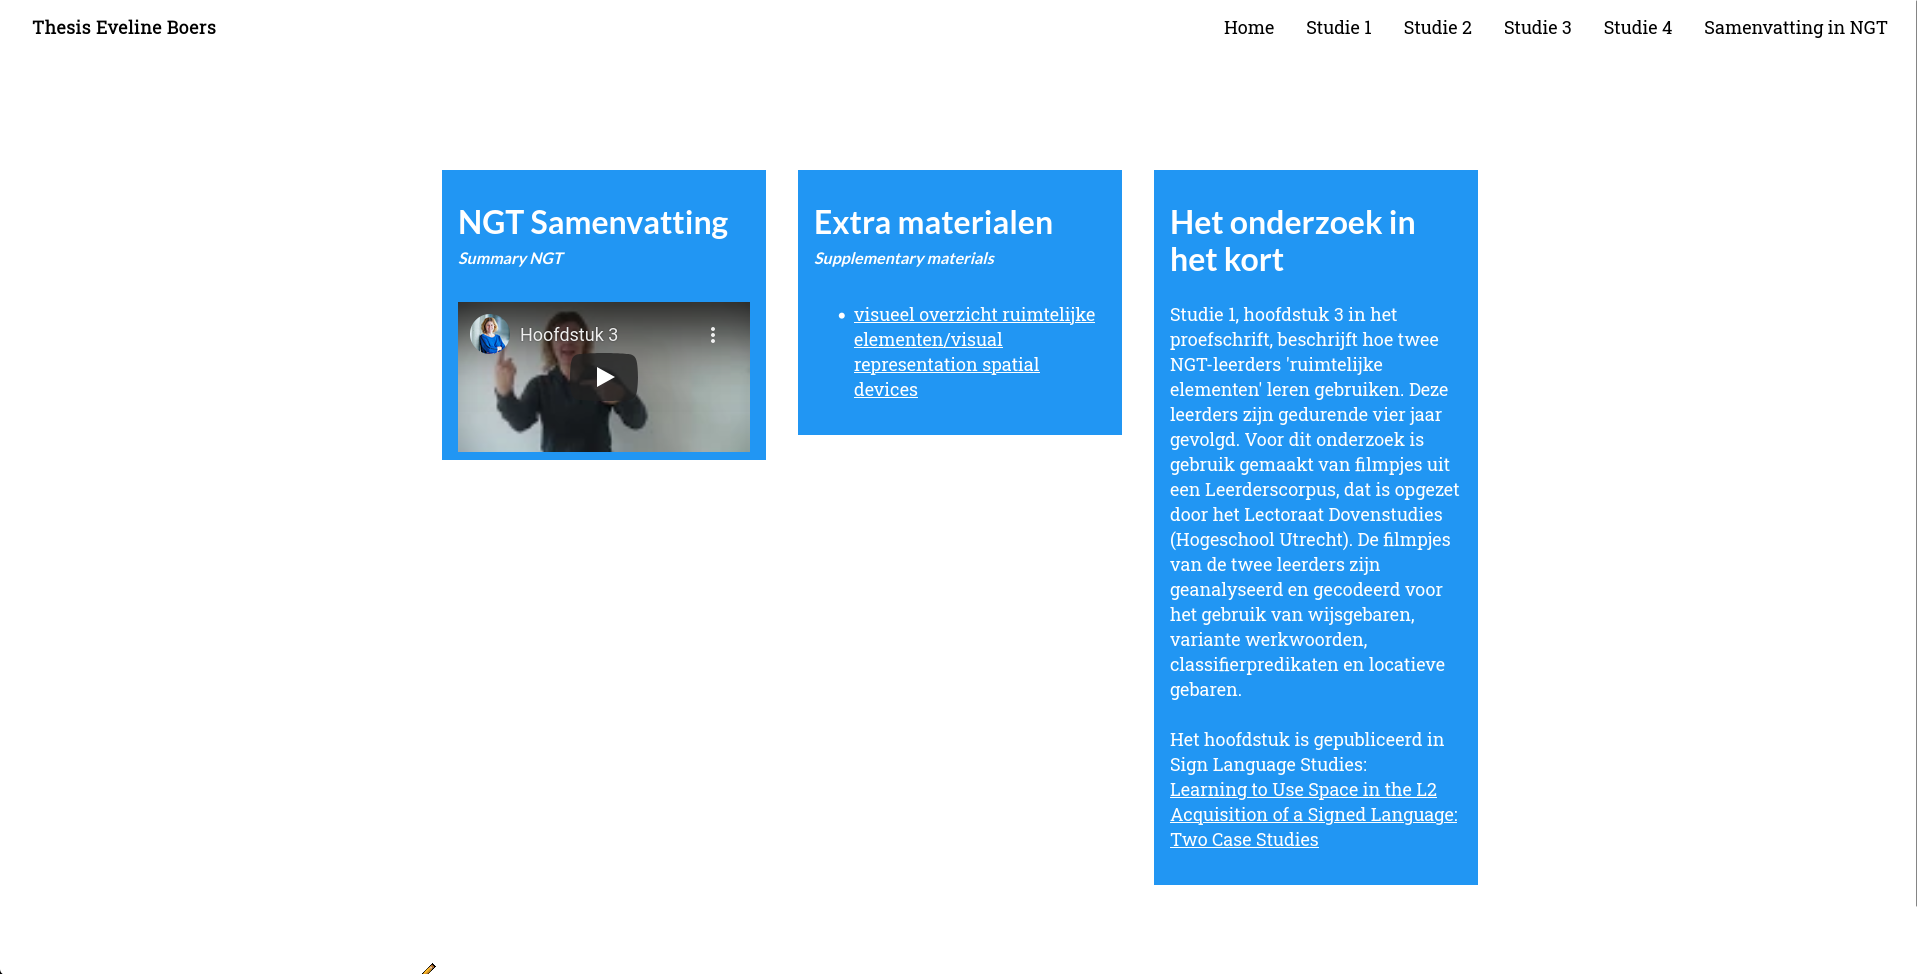 Thesis Eveline Boers
Home Studie 1 Studie 2 Studie 3 Studie 4 Samenvatting in NGT
NGT Samenvatting
Summary NGT
Hoofdstuk 3
Extra materialen
Supplementary materials
visueel overzicht ruimtelijke
elementen/visual
representation spatial
devices
Het onderzoek in
het kort
Studie 1, hoofdstuk 3 in het
proefschrift, beschrijft hoe twee
NGT-leerders 'ruimtelijke
elementen' leren gebruiken. Deze
leerders zijn gedurende vier jaar
gevolgd. Voor dit onderzoek is
gebruik gemaakt van filmpjes uit
een Leerderscorpus, dat is opgezet
door het Lectoraat Dovenstudies
(Hogeschool Utrecht). De filmpjes
van de twee leerders zijn
geanalyseerd en gecodeerd voor
het gebruik van wijsgebaren,
variante werkwoorden,
classifierpredikaten en locatieve
gebaren.
Het hoofdstuk is gepubliceerd in
Sign Language Studies:
Learning to Use Space in the L2
Acquisition of a Signed Language:
Two Case Studies